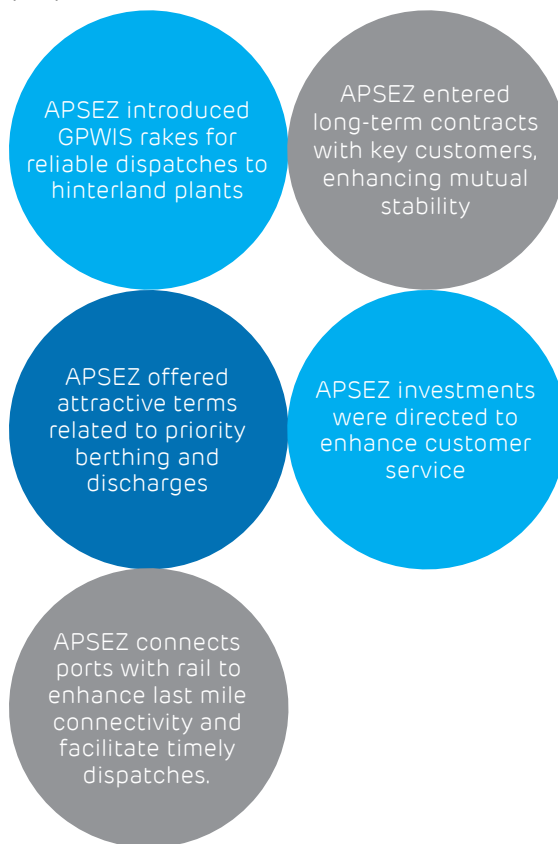 APSEZ introduced
GPWIS rakes for
reliable dispatches to
hinterland plants
APSEZ entered
long-term contracts
with key customers,
enhancing mutual
stability
APSEZ offered
attractive terms
related to priority
berthing and
discharges
APSEZ investments
were directed to
enhance customer
service
APSEZ connects
ports with rail to
enhance last mile
connectivity and
facilitate timely
dispatches.